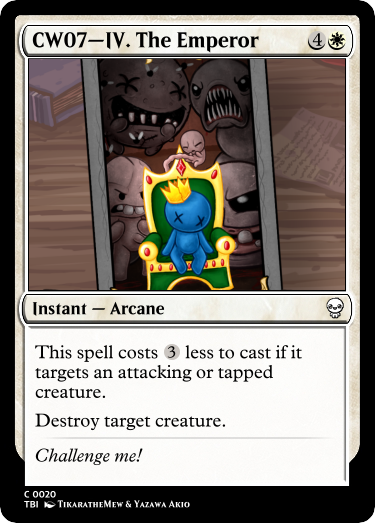 CW07—IV. The Emperor 4
Instant — Arcane
This spell costs 3 less to cast if it
targets an attacking or tapped
creature.
Destroy target creature.
Challenge me!
C 0020
TBI TikaratheMew & Yazawa Akio